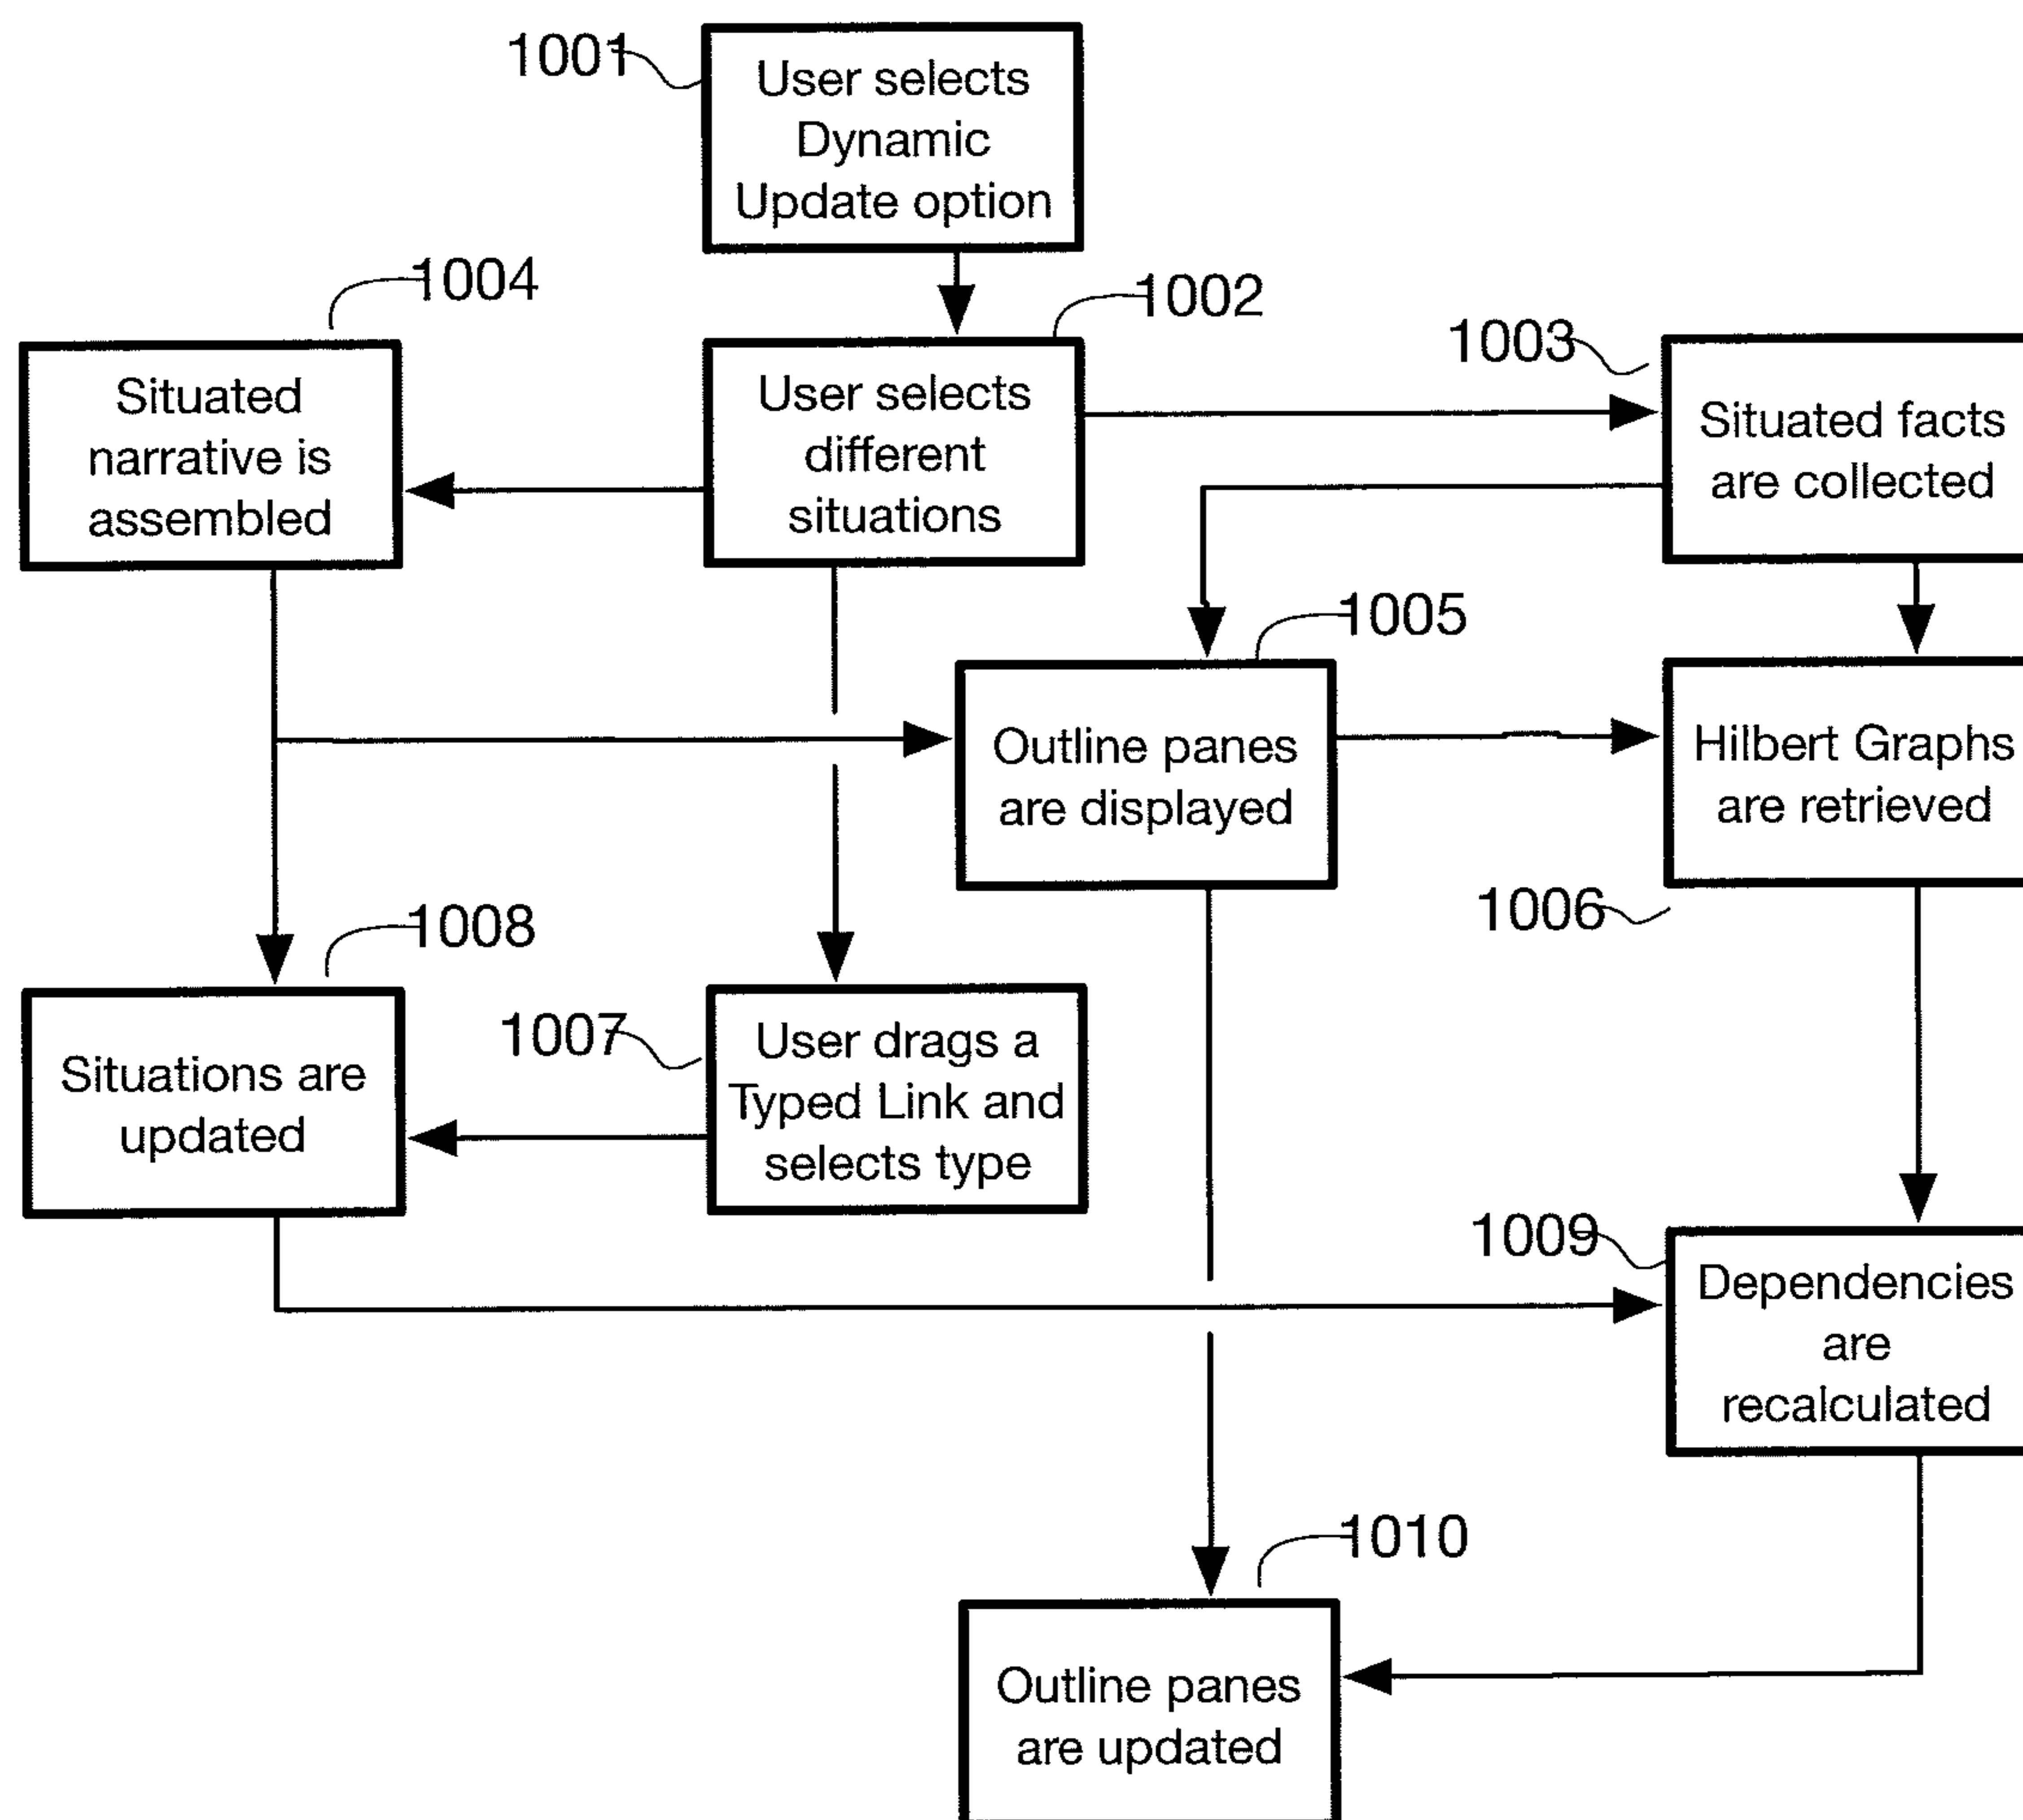 1001
User selects
Dynamic
Update option
1004
1002
1003
Situated
narrative is
assembled
User selects
different
situations
Situated facts
are collected
1005
Outline panes
are displayed
Hilbert Graphs
are retrieved
1006
1008
1007
Situations are
updated
User drags a
Typed Link and
selects type
1009
Dependencies
are
recalculated
1010
Outline panes
are updated